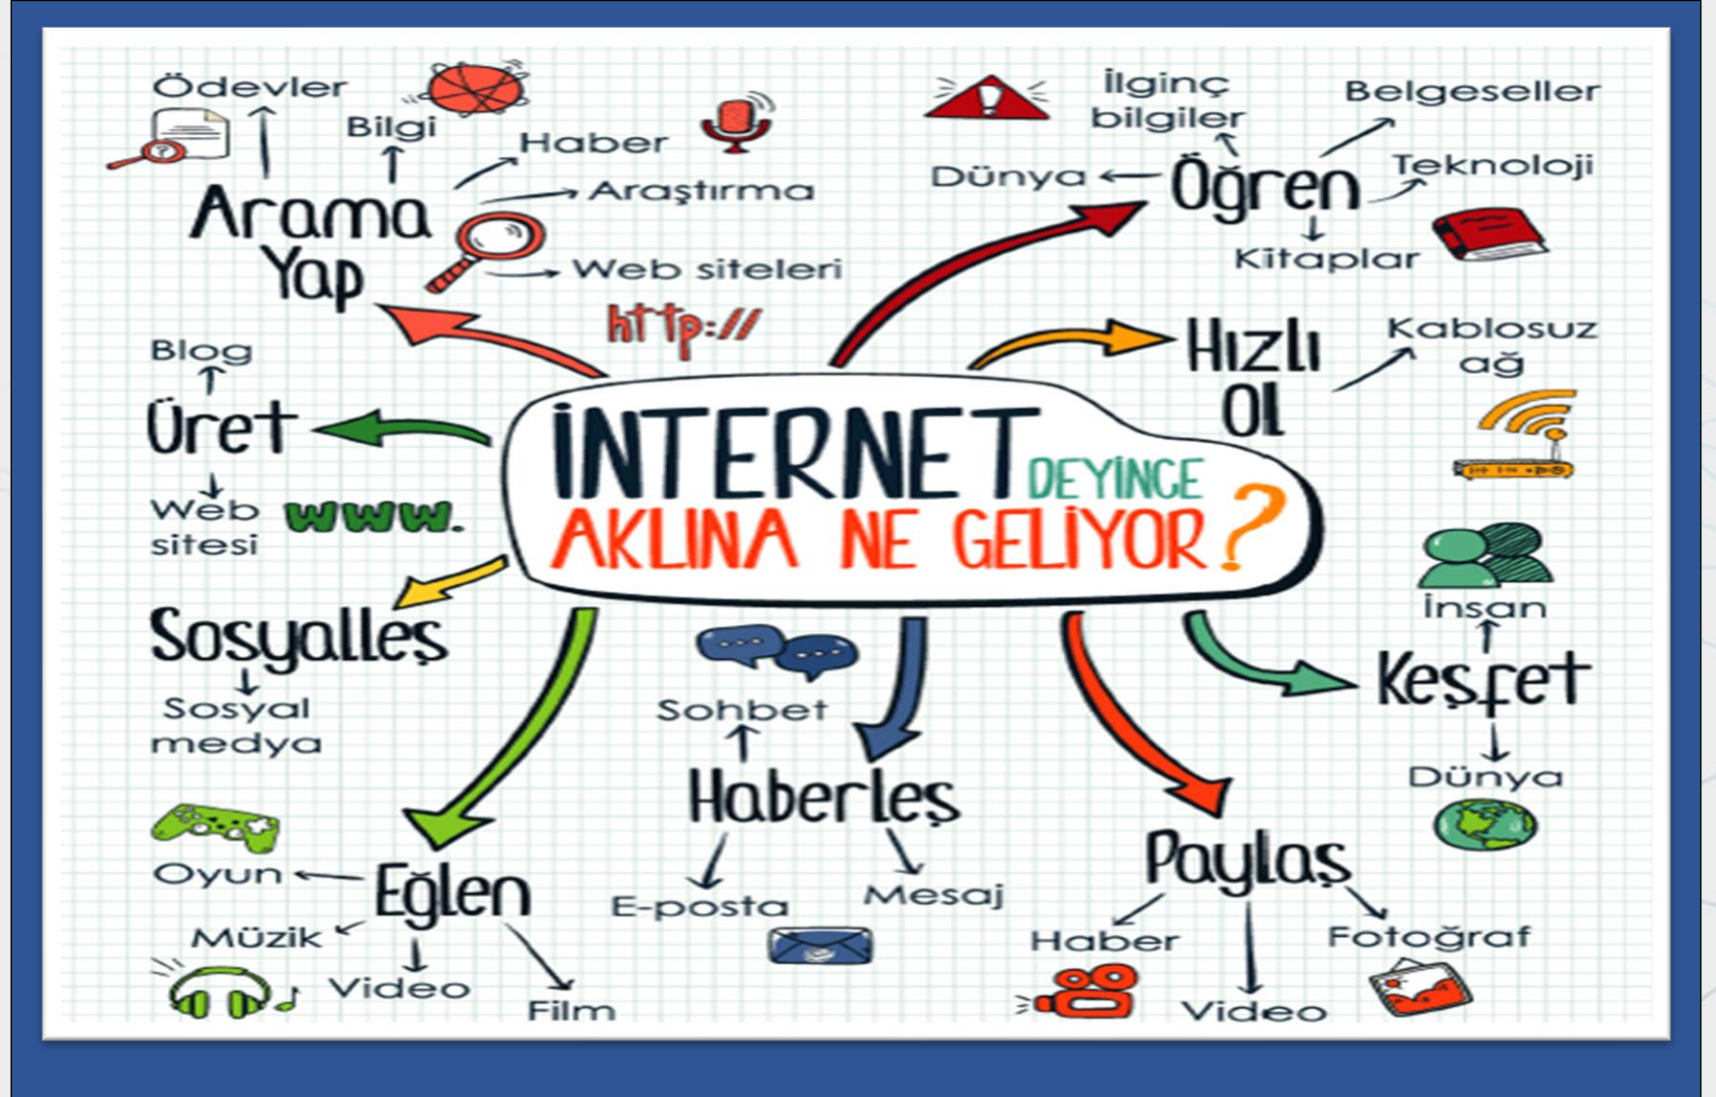 Ödevler
Bilgi
Haber
Araştırma
Arama
Yap
Web siteleri
http://
İlginç
bilgiler
Belgeseller
Dünya
Öğren
Teknoloji
Kitaplar
Hızlı
Ol
Kablosuz
ağ
Blog
Üret
Web
sitesi
www.
İNTERNET DEYİNCE
AKLINA NE GELİYOR?
Sosyalleş
Sosyal
medya
İnsan
Keşfet
Dünya
Sohbet
Haberleş
E-posta
Mesaj
Oyun
Eğlen
Müzik
Video
Film
Paylaş
Haber
Video
Fotoğraf